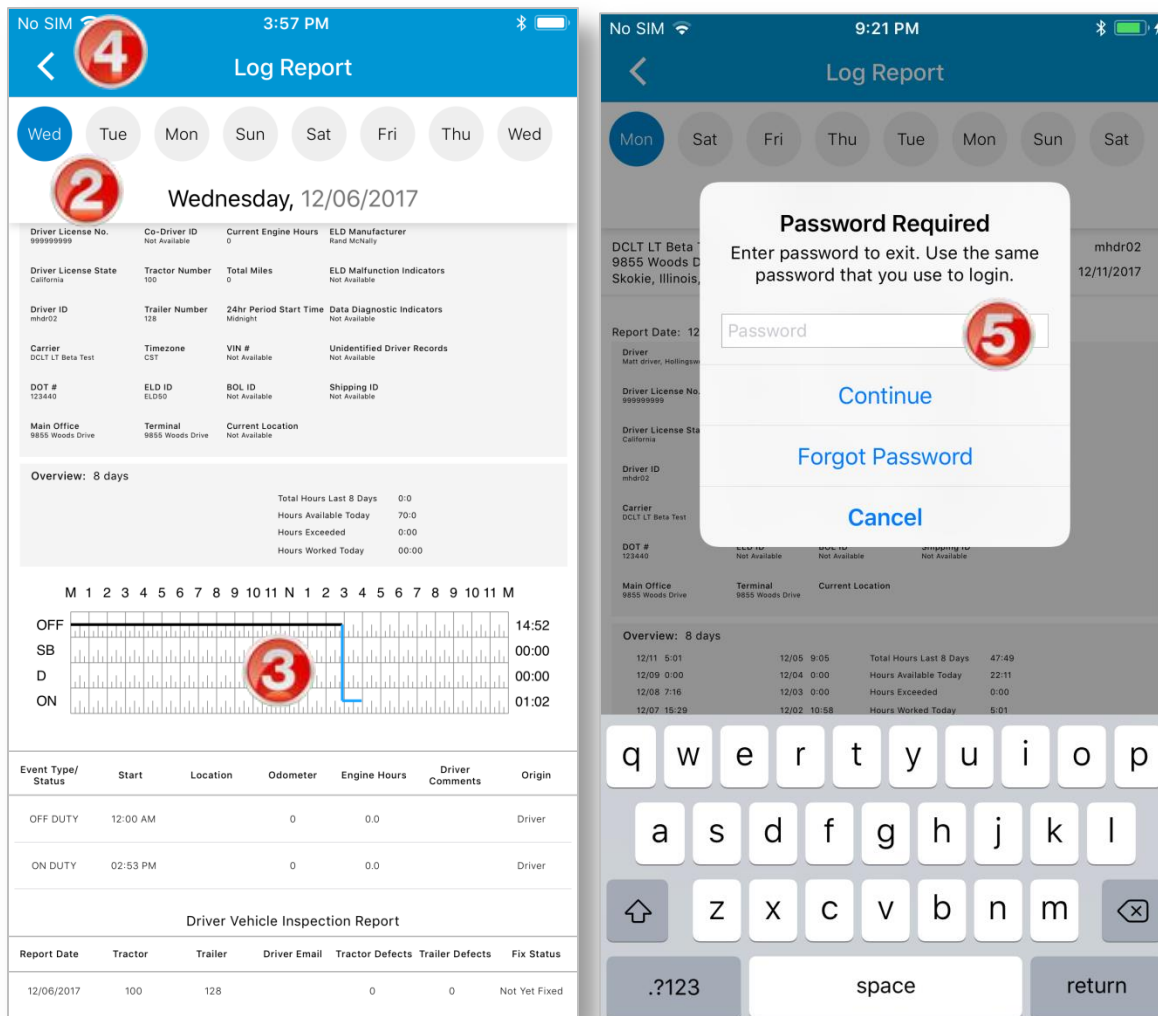 No SIM 3:57 PM
4
Log Report
Wed Tue Mon Sun Sat Fri Thu Wed
2
Wednesday, 12/06/2017
Driver License No. Co-Driver ID Current Engine Hours ELD Manufacturer
999999999 Not Available 0 Rand McNally
Driver License State Tractor Number Total Miles ELD Malfunction Indicators
California 100 0 Not Available
Driver ID Trailer Number 24hr Period Start Time Data Diagnostic Indicators
mhdr02 128 Midnight Not Available
Carrier Timezone VIN # Unidentified Driver Records
DCLT LT Beta Test CST Not Available Not Available
DOT # ELD ID BOL ID Shipping ID
123440 ELD50 Not Available Not Available
Main Office Terminal Current Location
9855 Woods Drive 9855 Woods Drive Not Available
Overview: 8 days
Total Hours Last 8 Days 0:0
Hours Available Today 70:0
Hours Exceeded 0:00
Hours Worked Today 00:00
M 1 2 3 4 5 6 7 8 9 10 11 N 1 2 3 4 5 6 7 8 9 10 11 M
OFF 14:52
SB 00:00
D 00:00
ON 01:02
3
Event Type/ Status Start Location Odometer Engine Hours Driver Comments Origin
OFF DUTY 12:00 AM 0 0.0 Driver
ON DUTY 02:53 PM 0 0.0 Driver
Driver Vehicle Inspection Report
Report Date Tractor Trailer Driver Email Tractor Defects Trailer Defects Fix Status
12/06/2017 100 128 0 0 Not Yet Fixed
No SIM 9:21 PM
Log Report
Mon Sat Fri Thu Tue Mon Sun Sat
DCLT LT Beta mhdr02
9855 Woods D 12/11/2017
Skokie, Illinois,
Password Required
Enter password to exit. Use the same
password that you use to login.
Password
5
Continue
Forgot Password
Cancel
Report Date: 12
Driver
Matt driver, Hollingsw
Driver License No.
999999999
Driver License Sta
California
Driver ID
mhdr02
Carrier
DCLT LT Beta Test
DOT # ELD ID BOL ID Shipping ID
123440 Not Available Not Available Not Available
Main Office Terminal Current Location
9855 Woods Drive 9855 Woods Drive
Overview: 8 days
12/11 5:01 12/05 9:05 Total Hours Last 8 Days 47:49
12/09 0:00 12/04 0:00 Hours Available Today 22:11
12/08 7:16 12/03 0:00 Hours Exceeded 0:00
12/07 15:29 12/02 10:58 Hours Worked Today 5:01
q w e r t y u i o p
a s d f g h j k l
z x c v b n m
.?123 space return